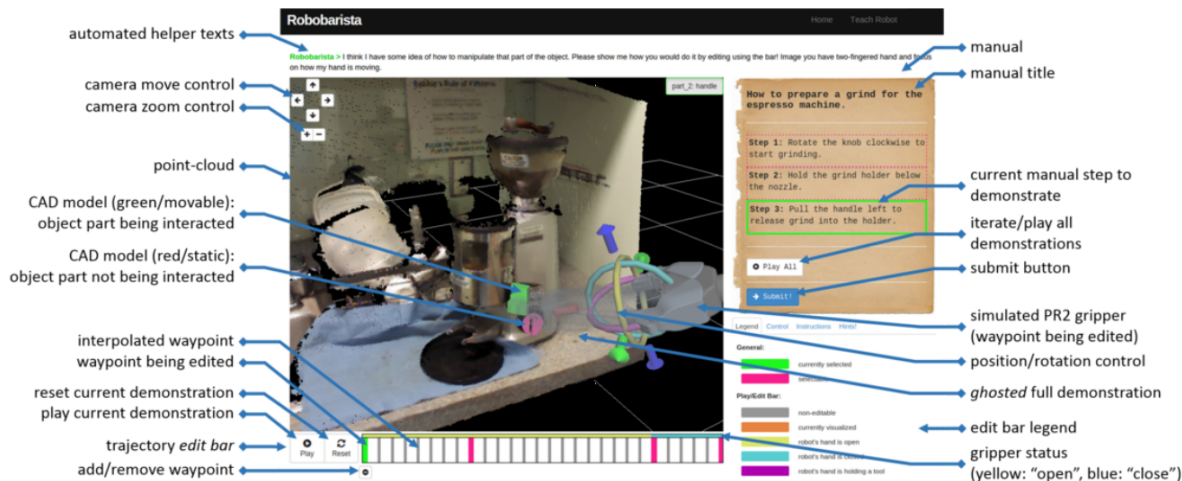 Robobarista
Home
Teach Robot
automated helper texts
Robobarista > I think I have some idea of how to manipulate that part of the object. Please show me how you would do it by editing using the bar! Image you have two-fingered hand and focus
on how my hand is moving.
camera move control
camera zoom control
point-cloud
CAD model (green/movable):
object part being interacted
CAD model (red/static):
object part not being interacted
interpolated waypoint
waypoint being edited
reset current demonstration
play current demonstration
trajectory edit bar
add/remove waypoint
part_2: handle
Play
Reset
How to prepare a grind for the
espresso machine.
Step 1: Rotate the knob clockwise to
start grinding.
Step 2: Hold the grind holder below
the nozzle.
Step 3: Pull the handle left to
release grind into the holder.
Play All
Submit!
Legend
Control
Instructions
Hints!
General:
currently selected
Play/Edit Bar:
non-editable
currently visualized
robot's hand is open
robot's hand is
robot's hand is holding a tool
manual
manual title
current manual step to
demonstrate
iterate/play all
demonstrations
submit button
simulated PR2 gripper
(waypoint being edited)
position/rotation control
ghosted full demonstration
edit bar legend
gripper status
(yellow: “open”, blue: “close”)